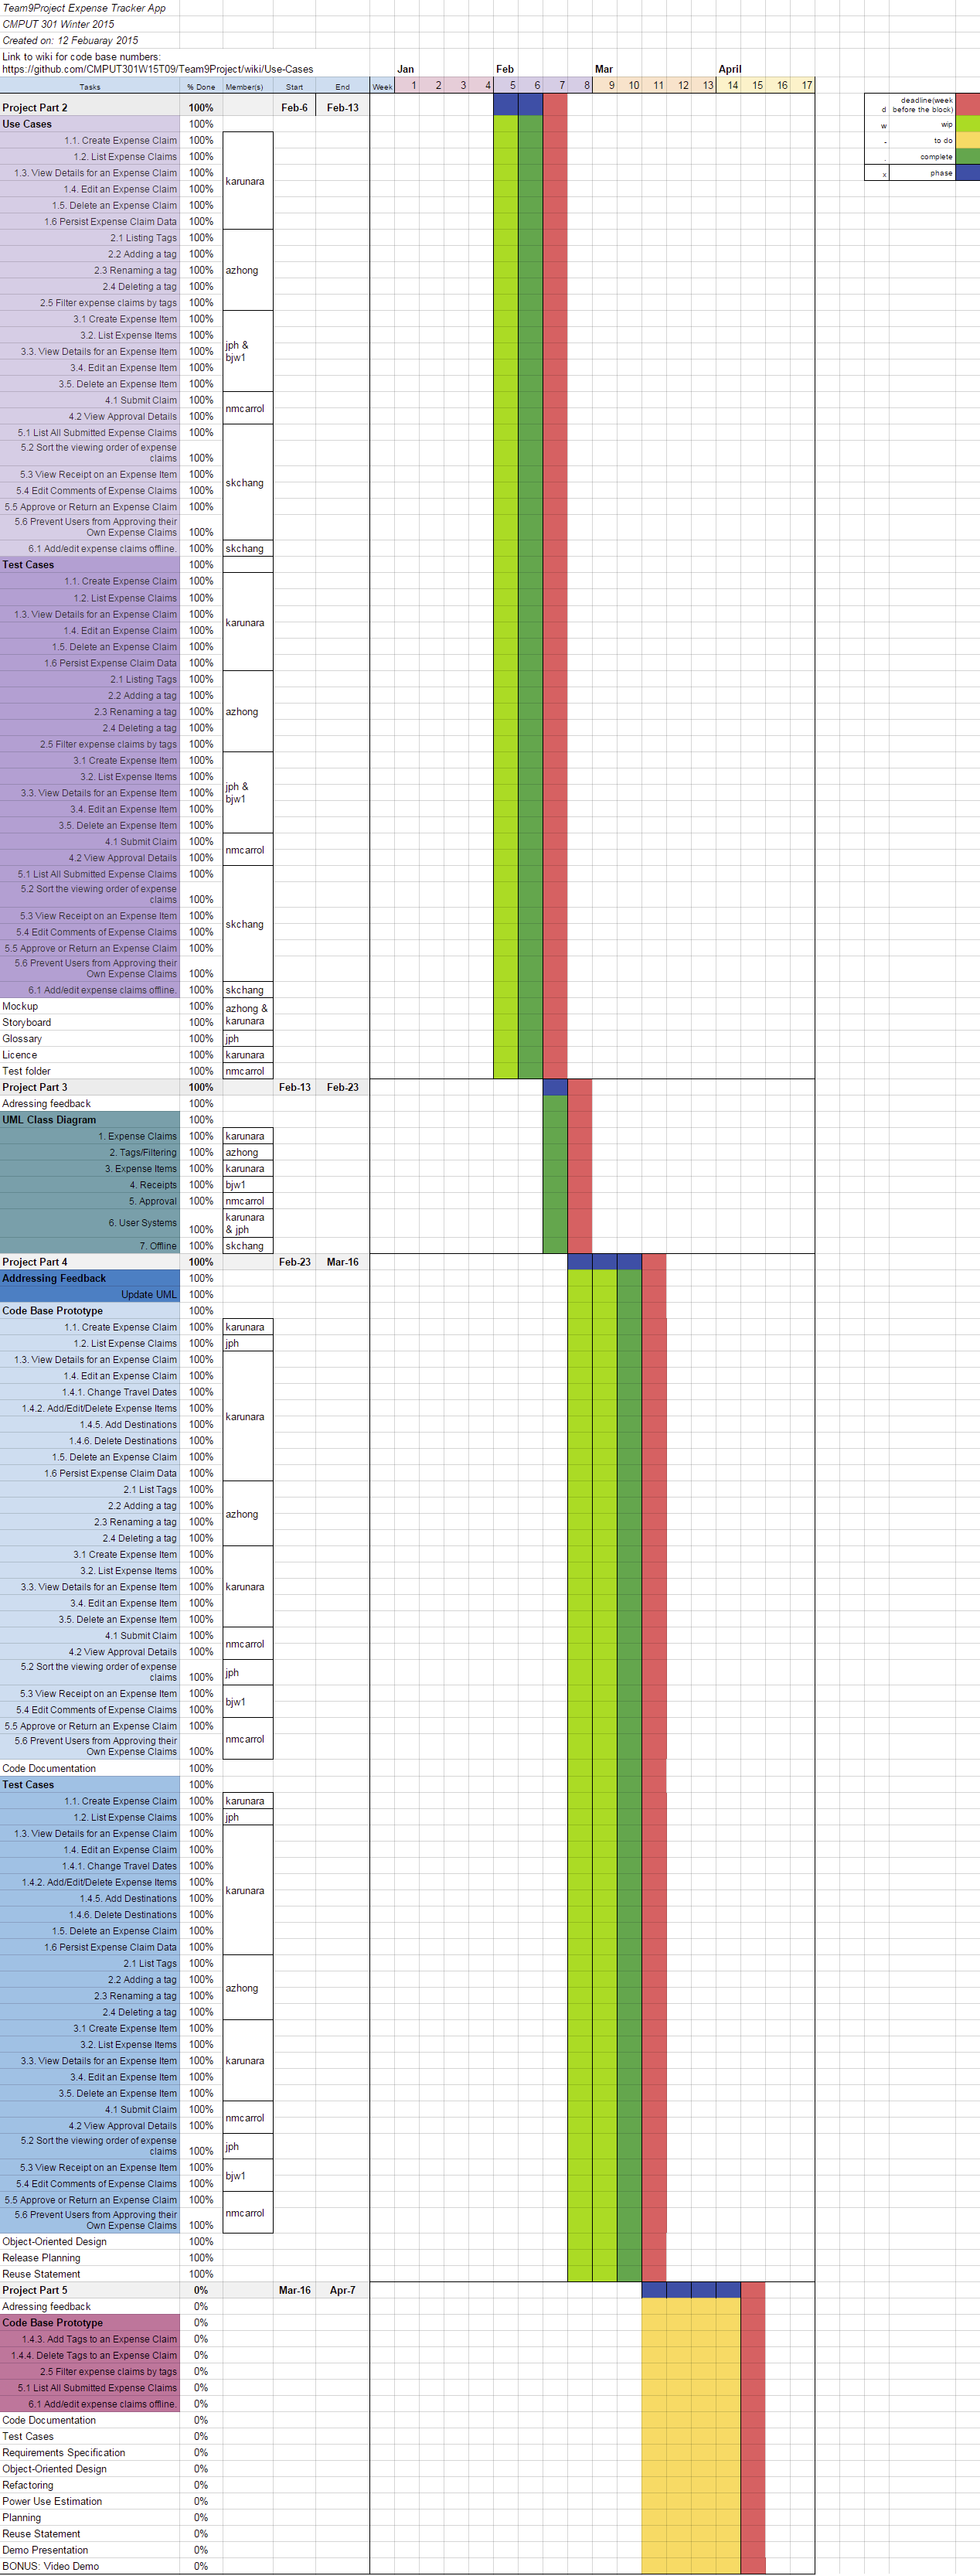 Team9Project Expense Tracker App
CMPUT 301 Winter 2015
Created on: 12 Febuaray 2015
Link to wiki for code base numbers:
https://github.com/CMPUT301W15T09/Team9Project/wiki/Use-Cases Jan Feb Mar April
Tasks % Done Member(s) Start End Week 1 2 3 4 5 6 7 8 9 10 11 12 13 14 15 16 17
d deadline(week before the block)
w wip
- to do
. complete
x phase
Project Part 2 100% Feb-6 Feb-13
Use Cases 100%
1.1. Create Expense Claim 100%
1.2. List Expense Claims 100%
1.3. View Details for an Expense Claim 100%
karunara
1.4. Edit an Expense Claim 100%
1.5. Delete an Expense Claim 100%
1.6 Persist Expense Claim Data 100%
2.1 Listing Tags 100%
2.2 Adding a tag 100%
2.3 Renaming a tag 100% azhong
2.4 Deleting a tag 100%
2.5 Filter expense claims by tags 100%
3.1 Create Expense Item 100%
3.2. List Expense Items 100%
3.3. View Details for an Expense Item 100% jph & bjw1
3.4. Edit an Expense Item 100%
3.5. Delete an Expense Item 100%
4.1 Submit Claim 100%
nmcarrol
4.2 View Approval Details 100%
5.1 List All Submitted Expense Claims 100%
5.2 Sort the viewing order of expense
claims 100%
5.3 View Receipt on an Expense Item 100%
skchang
5.4 Edit Comments of Expense Claims 100%
5.5 Approve or Return an Expense Claim 100%
5.6 Prevent Users from Approving their
Own Expense Claims 100%
6.1 Add/edit expense claims offline. 100% skchang
Test Cases 100%
1.1. Create Expense Claim 100%
1.2. List Expense Claims 100%
1.3. View Details for an Expense Claim 100%
karunara
1.4. Edit an Expense Claim 100%
1.5. Delete an Expense Claim 100%
1.6 Persist Expense Claim Data 100%
2.1 Listing Tags 100%
2.2 Adding a tag 100%
2.3 Renaming a tag 100% azhong
2.4 Deleting a tag 100%
2.5 Filter expense claims by tags 100%
3.1 Create Expense Item 100%
3.2. List Expense Items 100%
3.3. View Details for an Expense Item 100% jph & bjw1
3.4. Edit an Expense Item 100%
3.5. Delete an Expense Item 100%
4.1 Submit Claim 100%
nmcarrol
4.2 View Approval Details 100%
5.1 List All Submitted Expense Claims 100%
5.2 Sort the viewing order of expense
claims 100%
5.3 View Receipt on an Expense Item 100%
skchang
5.4 Edit Comments of Expense Claims 100%
5.5 Approve or Return an Expense Claim 100%
5.6 Prevent Users from Approving their
Own Expense Claims 100%
6.1 Add/edit expense claims offline. 100% skchang
Mockup 100% azhong &
Storyboard 100% karunara
Glossary 100% jph
Licence 100% karunara
Test folder 100% nmcarrol
Project Part 3 100% Feb-13 Feb-23
Adressing feedback 100%
UML Class Diagram 100%
1. Expense Claims 100% karunara
2. Tags/Filtering 100% azhong
3. Expense Items 100% karunara
4. Receipts 100% bjw1
5. Approval 100% nmcarrol
6. User Systems 100% karunara & jph
7. Offline 100% skchang
Project Part 4 100% Feb-23 Mar-16
Addressing Feedback 100%
Update UML 100%
Code Base Prototype 100%
1.1. Create Expense Claim 100% karunara
1.2. List Expense Claims 100% jph
1.3. View Details for an Expense Claim 100%
1.4. Edit an Expense Claim 100%
1.4.1. Change Travel Dates 100%
1.4.2. Add/Edit/Delete Expense Items 100%
karunara
1.4.5. Add Destinations 100%
1.4.6. Delete Destinations 100%
1.5. Delete an Expense Claim 100%
1.6 Persist Expense Claim Data 100%
2.1 List Tags 100%
2.2 Adding a tag 100%
azhong
2.3 Renaming a tag 100%
2.4 Deleting a tag 100%
3.1 Create Expense Item 100%
3.2. List Expense Items 100%
3.3. View Details for an Expense Item 100% karunara
3.4. Edit an Expense Item 100%
3.5. Delete an Expense Item 100%
4.1 Submit Claim 100%
nmcarrol
4.2 View Approval Details 100%
5.2 Sort the viewing order of expense
claims 100% jph
5.3 View Receipt on an Expense Item 100%
bjw1
5.4 Edit Comments of Expense Claims 100%
5.5 Approve or Return an Expense Claim 100%
nmcarrol
5.6 Prevent Users from Approving their
Own Expense Claims 100%
Code Documentation 100%
Test Cases 100%
1.1. Create Expense Claim 100% karunara
1.2. List Expense Claims 100% jph
1.3. View Details for an Expense Claim 100%
1.4. Edit an Expense Claim 100%
1.4.1. Change Travel Dates 100%
1.4.2. Add/Edit/Delete Expense Items 100%
karunara
1.4.5. Add Destinations 100%
1.4.6. Delete Destinations 100%
1.5. Delete an Expense Claim 100%
1.6 Persist Expense Claim Data 100%
2.1 List Tags 100%
2.2 Adding a tag 100%
azhong
2.3 Renaming a tag 100%
2.4 Deleting a tag 100%
3.1 Create Expense Item 100%
3.2. List Expense Items 100%
3.3. View Details for an Expense Item 100% karunara
3.4. Edit an Expense Item 100%
3.5. Delete an Expense Item 100%
4.1 Submit Claim 100%
nmcarrol
4.2 View Approval Details 100%
5.2 Sort the viewing order of expense
claims 100% jph
5.3 View Receipt on an Expense Item 100%
bjw1
5.4 Edit Comments of Expense Claims 100%
5.5 Approve or Return an Expense Claim 100%
nmcarrol
5.6 Prevent Users from Approving their
Own Expense Claims 100%
Object-Oriented Design 100%
Release Planning 100%
Reuse Statement 100%
Project Part 5 0% Mar-16 Apr-7
Adressing feedback 0%
Code Base Prototype 0%
1.4.3. Add Tags to an Expense Claim 0%
1.4.4. Delete Tags to an Expense Claim 0%
2.5 Filter expense claims by tags 0%
5.1 List All Submitted Expense Claims 0%
6.1 Add/edit expense claims offline. 0%
Code Documentation 0%
Test Cases 0%
Requirements Specification 0%
Object-Oriented Design 0%
Refactoring 0%
Power Use Estimation 0%
Planning 0%
Reuse Statement 0%
Demo Presentation 0%
BONUS: Video Demo 0%